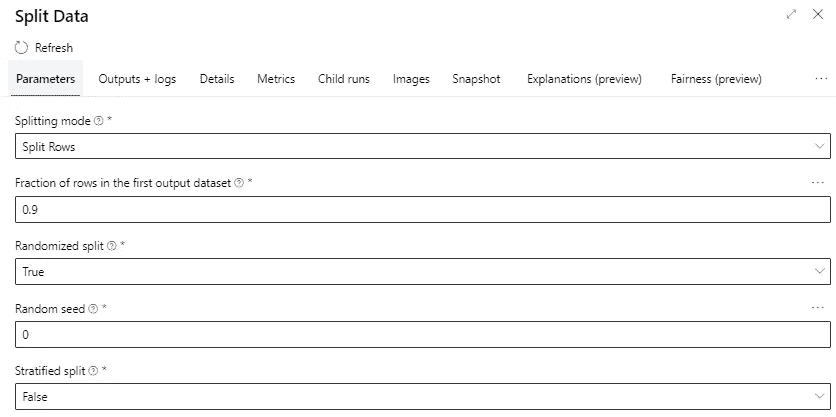 Split Data
Refresh
Parameters Outputs + logs Details Metrics Child runs Images Snapshot Explanations (preview) Fairness (preview) ...
Splitting mode ? *
Split Rows
Fraction of rows in the first output dataset ? * ...
0.9
Randomized split ? *
True
Random seed ? * ...
0
Stratified split ? *
False